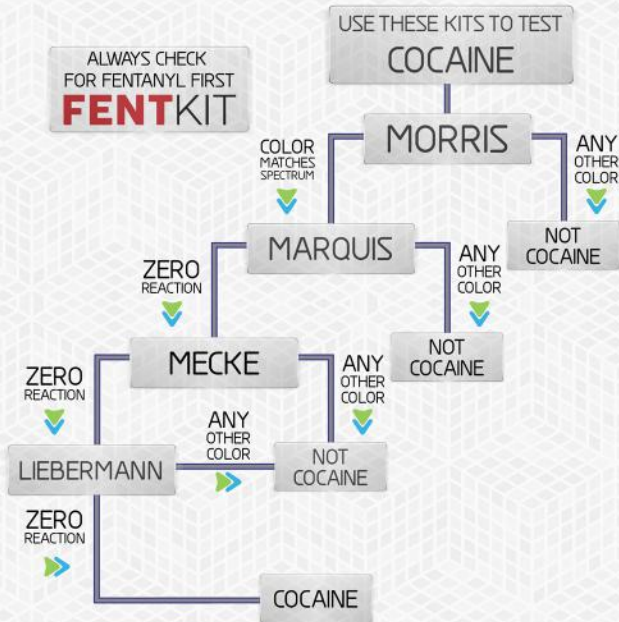 USE THESE KITS TO TEST
COCAINE
ALWAYS CHECK
FOR FENTANYL FIRST
FENTKIT
MORRIS
COLOR
MATCHES
SPECTRUM
ANY
OTHER
COLOR
NOT
COCAINE
MARQUIS
ZERO
REACTION
ANY
OTHER
COLOR
NOT
COCAINE
MECKE
ZERO
REACTION
ANY
OTHER
COLOR
ANY
OTHER
COLOR
NOT
COCAINE
LIEBERMANN
ZERO
REACTION
COCAINE